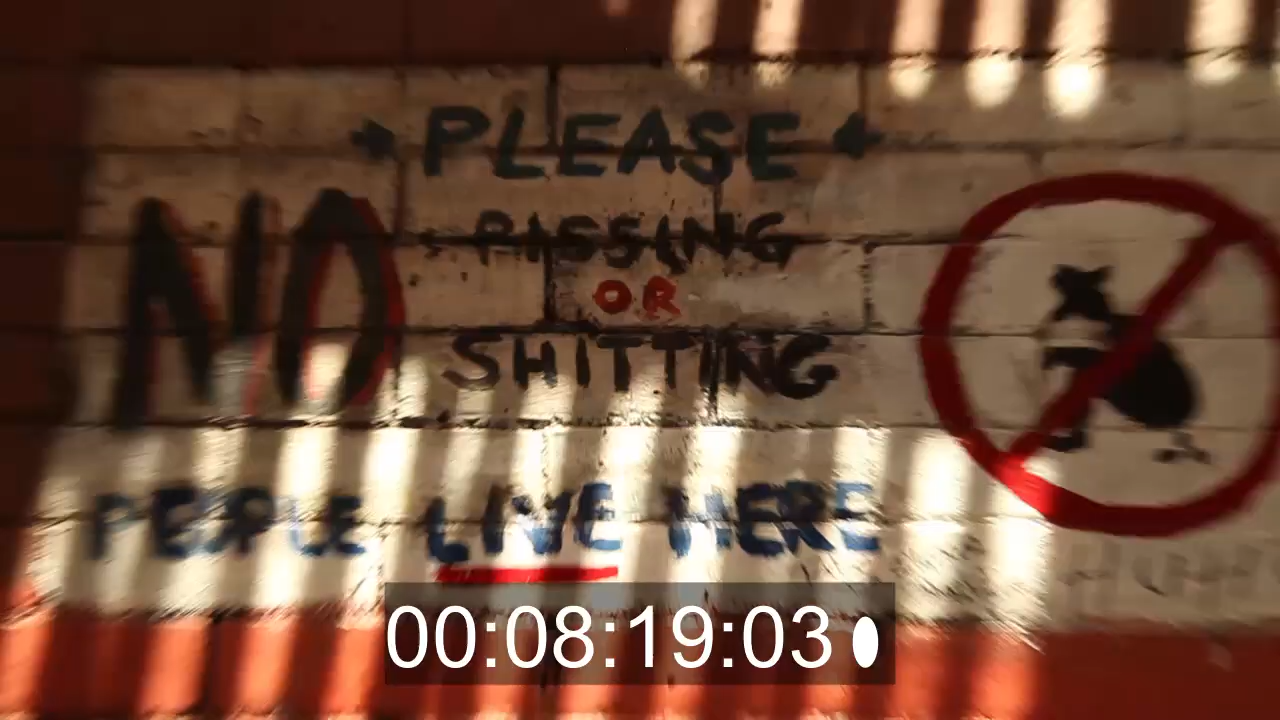 PLEASE
NO
PISSING
OR
SHITTING
PEOPLE LIVE HERE
00:08:19:03